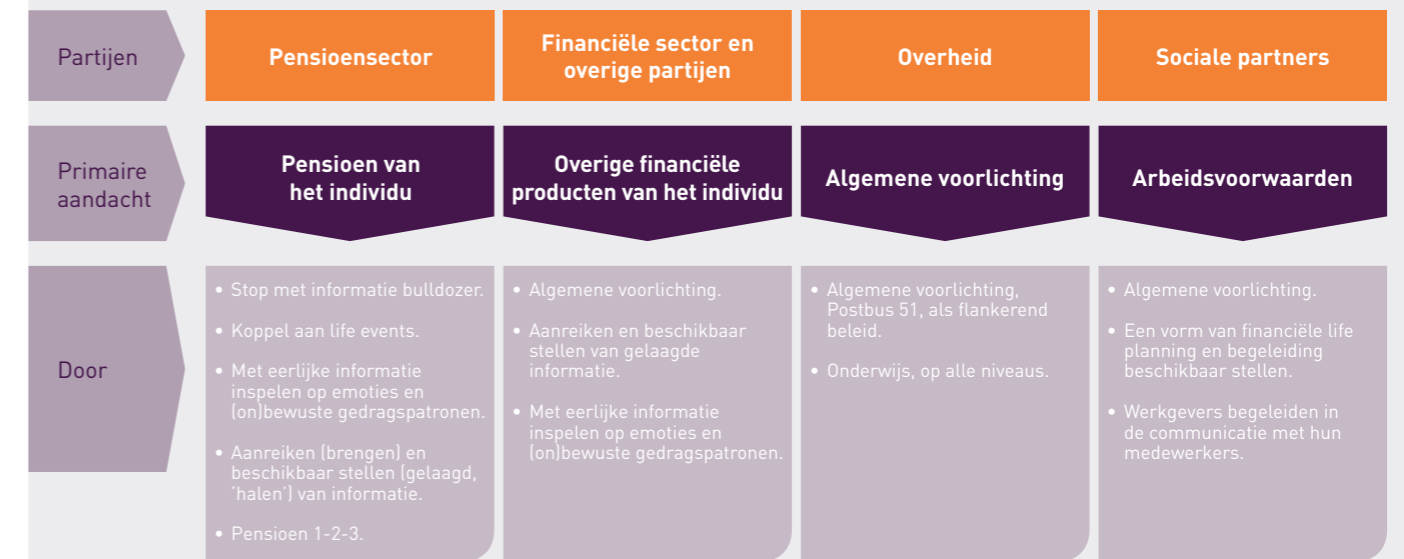 Partijen
Pensioensector
Financiële sector en
overige partijen
Overheid
Sociale partners
Primaire
aandacht
Pensioen van
het individu
Overige financiële
producten van het individu
Algemene voorlichting
Arbeidsvoorwaarden
Door
• Stop met informatie bulldozer.
• Koppel aan life events.
• Met eerlijke informatie
inspelen op emoties en
(on)bewuste gedragspatronen.
• Aanreiken (brengen) en
beschikbaar stellen (gelaagd,
'halen') van informatie.
• Pensioen 1-2-3.
• Algemene voorlichting.
• Aanreiken en beschikbaar
stellen van gelaagde
informatie.
• Met eerlijke informatie
inspelen op emoties en
(on)bewuste gedragspatronen.
• Algemene voorlichting,
Postbus 51, als flankerend
beleid.
• Onderwijs, op alle niveaus.
• Algemene voorlichting.
• Een vorm van financiële life
planning en begeleiding
beschikbaar stellen.
• Werkgevers begeleiden in
de communicatie met hun
medewerkers.